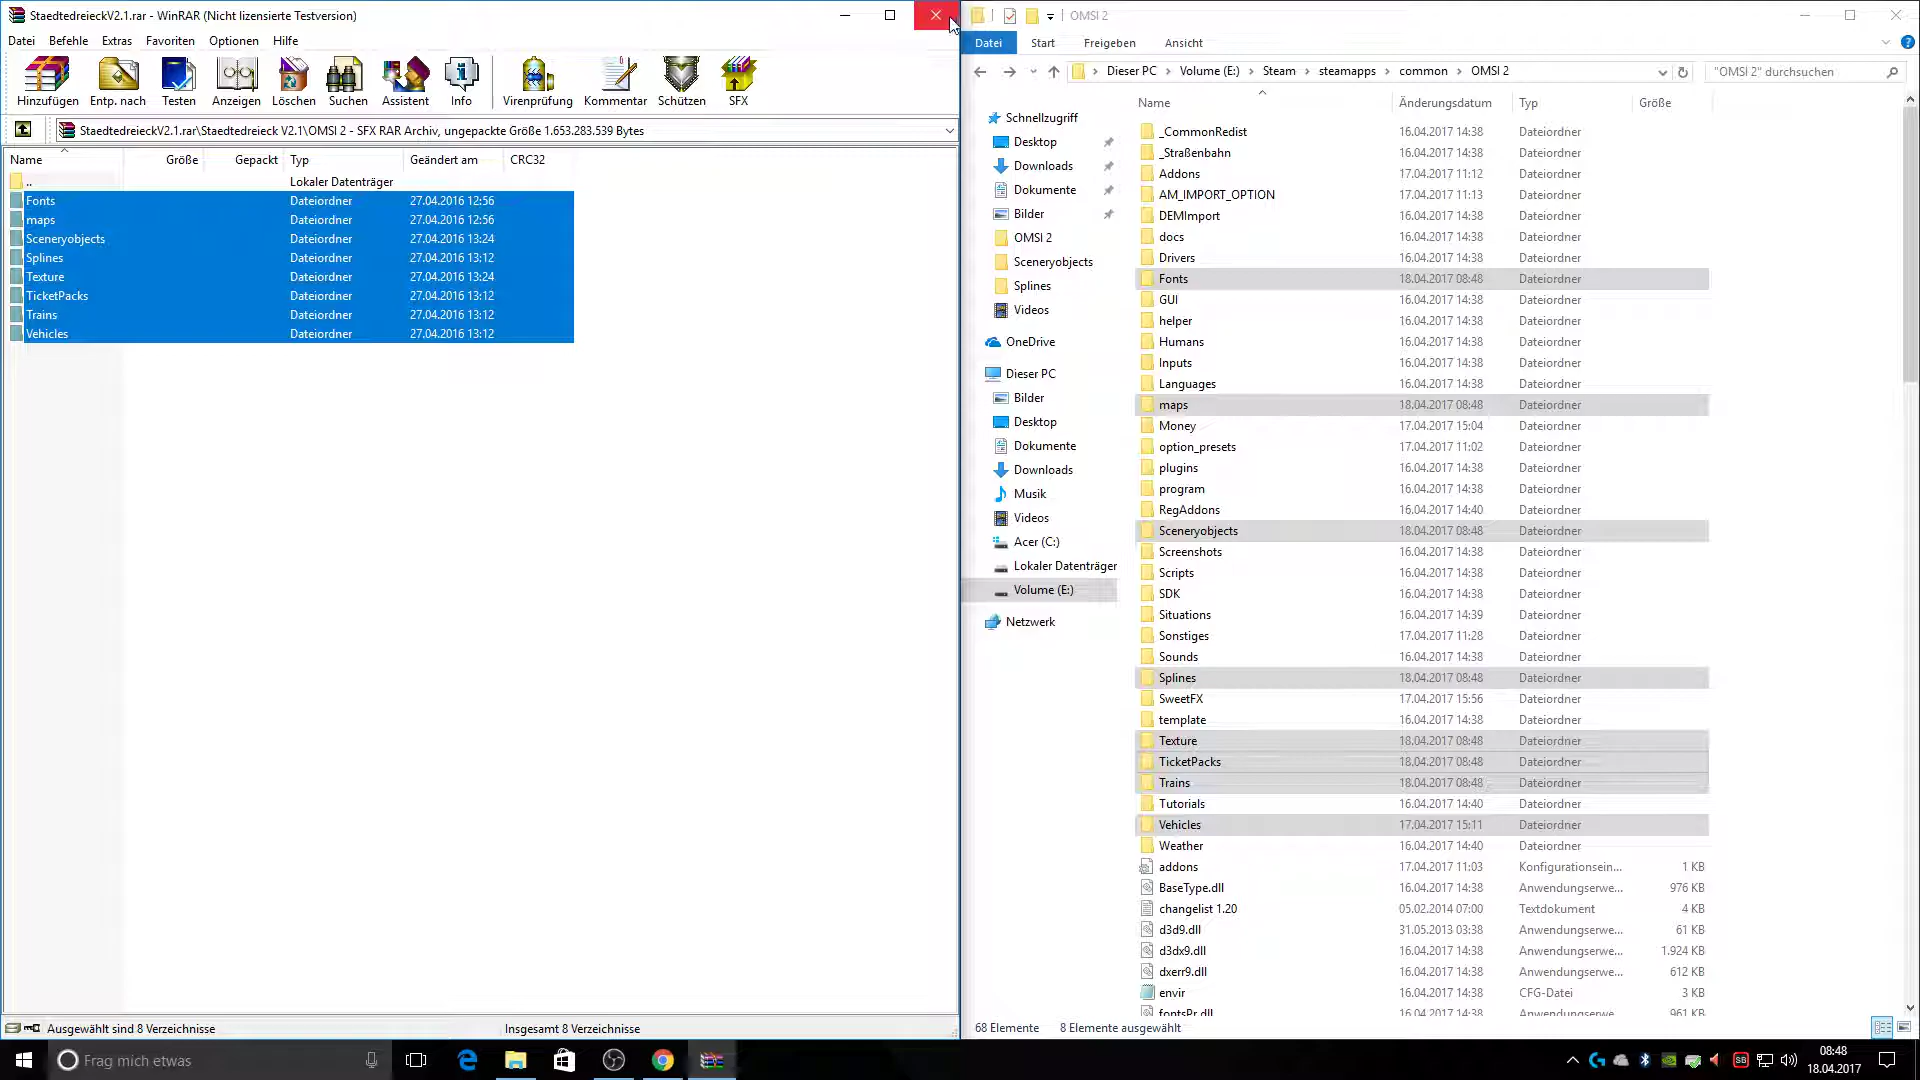 StaedtedreieckV2.1.rar - WinRAR (Nicht lizensierte Testversion)
Datei Befehle Extras Favoriten Optionen Hilfe
Hinzufügen Entp. nach Testen Anzeigen Löschen Suchen Assistent Info Virenprüfung Kommentar Schützen SFX
StaedtedreieckV2.1.rar\Staedtedreieck V2.1\OMSI 2 - SFX RAR Archiv, ungepackte Größe 1.653.283.539 Bytes
Name Größe Gepackt Typ Geändert am CRC32
.. Lokaler Datenträger
Fonts Dateiordner 27.04.2016 12:56
maps Dateiordner 27.04.2016 12:56
Sceneryobjects Dateiordner 27.04.2016 13:24
Splines Dateiordner 27.04.2016 13:12
Texture Dateiordner 27.04.2016 13:24
TicketPacks Dateiordner 27.04.2016 13:12
Trains Dateiordner 27.04.2016 13:12
Vehicles Dateiordner 27.04.2016 13:12
Ausgewählt sind 8 Verzeichnisse Insgesamt 8 Verzeichnisse
OMSI 2
Datei Start Freigeben Ansicht
Dieser PC Volume (E:) Steam steamapps common OMSI 2 "OMSI 2" durchsuchen
Schnellzugriff
Desktop
Downloads
Dokumente
Bilder
OMSI 2
Sceneryobjects
Splines
Videos
OneDrive
Dieser PC
Bilder
Desktop
Dokumente
Downloads
Musik
Videos
Acer (C:)
Lokaler Datenträger
Volume (E:)
Netzwerk
Name Änderungsdatum Typ Größe
_CommonRedist 16.04.2017 14:38 Dateiordner
_Straßenbahn 16.04.2017 14:38 Dateiordner
Addons 17.04.2017 11:12 Dateiordner
AM_IMPORT_OPTION 17.04.2017 11:13 Dateiordner
DEMImport 16.04.2017 14:38 Dateiordner
docs 16.04.2017 14:38 Dateiordner
Drivers 16.04.2017 14:38 Dateiordner
Fonts 18.04.2017 08:48 Dateiordner
GUI 16.04.2017 14:38 Dateiordner
helper 16.04.2017 14:38 Dateiordner
Humans 16.04.2017 14:38 Dateiordner
Inputs 16.04.2017 14:38 Dateiordner
Languages 16.04.2017 14:38 Dateiordner
maps 18.04.2017 08:48 Dateiordner
Money 17.04.2017 15:04 Dateiordner
option_presets 17.04.2017 11:02 Dateiordner
plugins 16.04.2017 14:38 Dateiordner
program 16.04.2017 14:38 Dateiordner
RegAddons 16.04.2017 14:40 Dateiordner
Sceneryobjects 18.04.2017 08:48 Dateiordner
Screenshots 16.04.2017 14:38 Dateiordner
Scripts 16.04.2017 14:38 Dateiordner
SDK 16.04.2017 14:38 Dateiordner
Situations 16.04.2017 14:39 Dateiordner
Sonstiges 17.04.2017 11:28 Dateiordner
Sounds 16.04.2017 14:38 Dateiordner
Splines 18.04.2017 08:48 Dateiordner
SweetFX 17.04.2017 15:56 Dateiordner
template 16.04.2017 14:38 Dateiordner
Texture 18.04.2017 08:48 Dateiordner
TicketPacks 18.04.2017 08:48 Dateiordner
Trains 18.04.2017 08:48 Dateiordner
Tutorials 16.04.2017 14:40 Dateiordner
Vehicles 17.04.2017 15:11 Dateiordner
Weather 16.04.2017 14:40 Dateiordner
addons 17.04.2017 11:03 Konfigurationsein... 1 KB
BaseType.dll 16.04.2017 14:38 Anwendungserwe... 976 KB
changelist 1.20 05.02.2014 07:00 Textdokument 4 KB
d3d9.dll 31.05.2013 03:38 Anwendungserwe... 61 KB
d3dx9.dll 16.04.2017 14:38 Anwendungserwe... 1.924 KB
dxerr9.dll 16.04.2017 14:38 Anwendungserwe... 612 KB
envir 16.04.2017 14:38 CFG-Datei 3 KB
fontsPr.dll 16.04.2017 14:38 Anwendungserwe... 961 KB
68 Elemente 8 Elemente ausgewählt
Frag mich etwas
08:48
18.04.2017